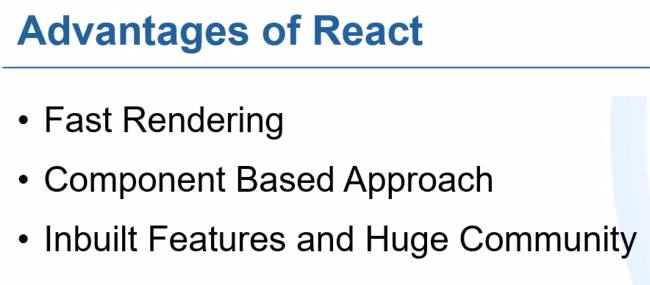 Advantages of React
• Fast Rendering
• Component Based Approach
• Inbuilt Features and Huge Community